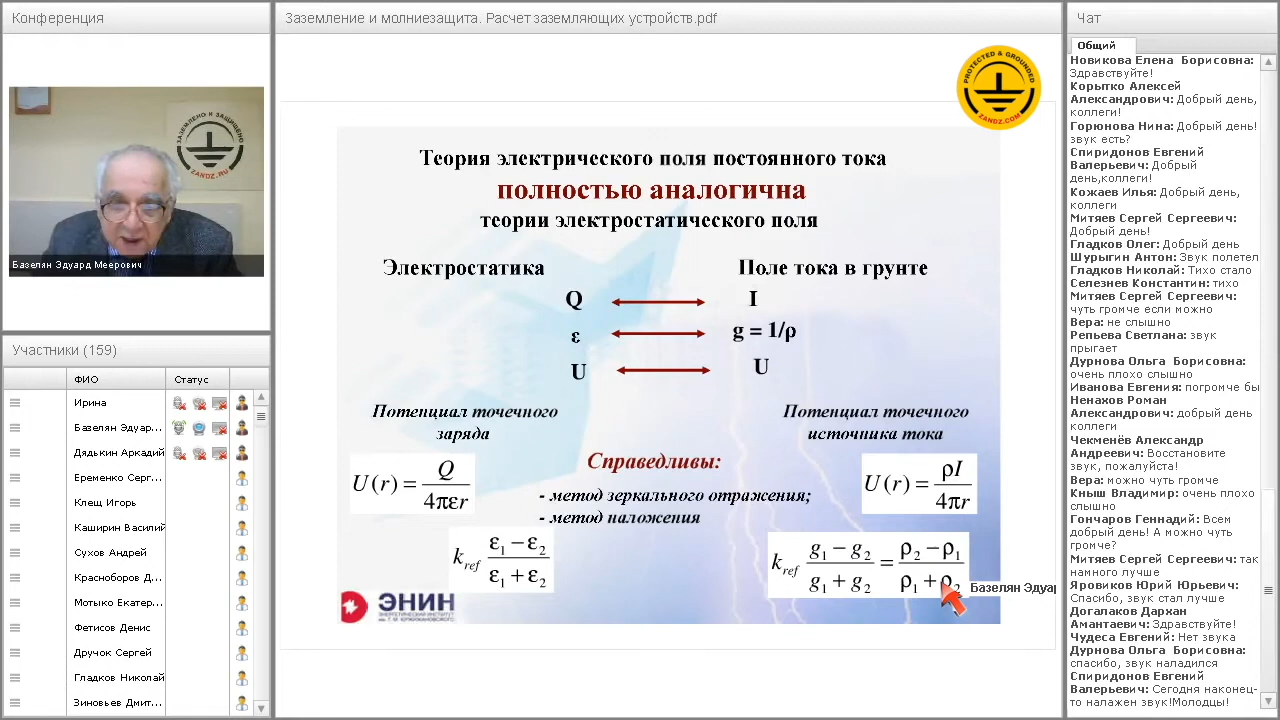 Конференция
ЗАЗЕМЛЕНО И ЗАЩИЩЕНО
ZANDZ.RU
Базелян Эдуард Меерович
Участники (159)
ФИО Статус
Ирина
Базелян Эдуар...
Дядькин Аркадий
Еременко Серг...
Клещ Игорь
Каширин Василий
Сухов Андрей
Красноборов Д...
Мотыко Екатер...
Фетисов Денис
Дручок Сергей
Гладков Николай
Зиновьев Дмит...
Заземление и молниезащита. Расчет заземляющих устройств.pdf
PROTECTED & GROUNDED
ZANDZ.COM
Теория электрического поля постоянного тока
полностью аналогична
теории электростатического поля
Электростатика Поле тока в грунте
Q I
ε g = 1/ρ
U U
Потенциал точечного
заряда
Потенциал точечного
источника тока
U(r) = Q / 4πεr
Справедливы:
- метод зеркального отражения;
- метод наложения
U(r) = ρI / 4πr
k_ref (ε₁ − ε₂) / (ε₁ + ε₂)
k_ref (g₁ − g₂) / (g₁ + g₂) = (ρ₂ − ρ₁) / (ρ₁ + ρ₂)
Базелян Эдуар
ЭНИН
Чат
Общий
Новикова Елена Борисовна:
Здравствуйте!
Корытко Алексей
Александрович: Добрый день,
коллеги!
Горюнова Нина: Добрый день!
звук есть?
Спиридонов Евгений
Валерьевич: Добрый
день,коллеги!
Кожаев Илья: Добрый день,
коллеги
Митяев Сергей Сергеевич:
Добрый день!
Гладков Олег: Добрый день
Шурыгин Антон: Звук полетел
Гладков Николай: Тихо стало
Селезнев Константин: тихо
Митяев Сергей Сергеевич:
чуть громче если можно
Вера: не слышно
Репьева Светлана: звук
прыгает
Дурнова Ольга Борисовна:
очень плохо слышно
Иванова Евгения: погромче бы
Ненахов Роман
Александрович: добрый день
коллеги
Чекменёв Александр
Андреевич: Восстановите
звук, пожалуйста!
Вера: можно чуть громче
Кныш Владимир: очень плохо
слышно
Гончаров Геннадий: Всем
добрый день! А можно чуть
громче?
Митяев Сергей Сергеевич: так
намного лучше
Яровиков Юрий Юрьевич:
Спасибо, звук стал лучше
Догалаков Дархан
Амантаевич: Здравствуйте!
Чудеса Евгений: Нет звука
Дурнова Ольга Борисовна:
спасибо, звук наладился
Спиридонов Евгений
Валерьевич: Сегодня наконец-
то налажен звук!Молодцы!